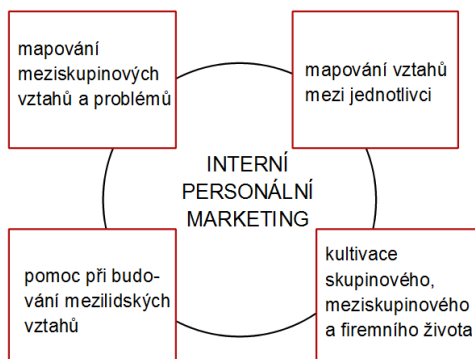 mapování
meziskupinových
vztahů a problémů
mapování vztahů
mezi jednotlivci
INTERNÍ
PERSONÁLNÍ
MARKETING
pomoc při budo-
vání mezilidských
vztahů
kultivace
skupinového,
meziskupinového
a firemního života